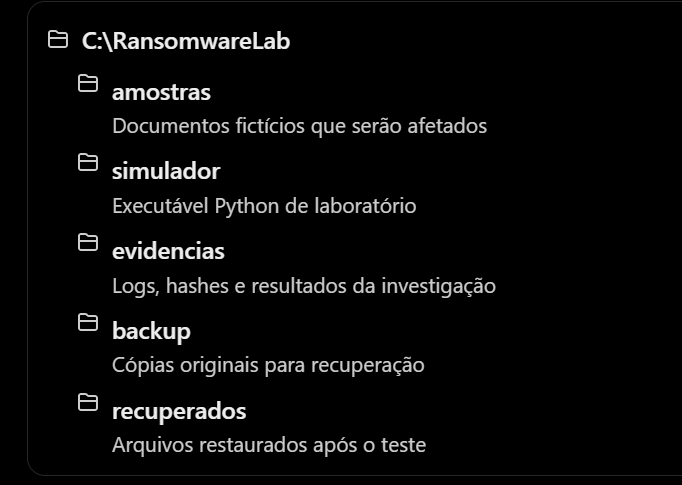 C:\RansomwareLab
amostras
Documentos fictícios que serão afetados
simulador
Executável Python de laboratório
evidencias
Logs, hashes e resultados da investigação
backup
Cópias originais para recuperação
recuperados
Arquivos restaurados após o teste